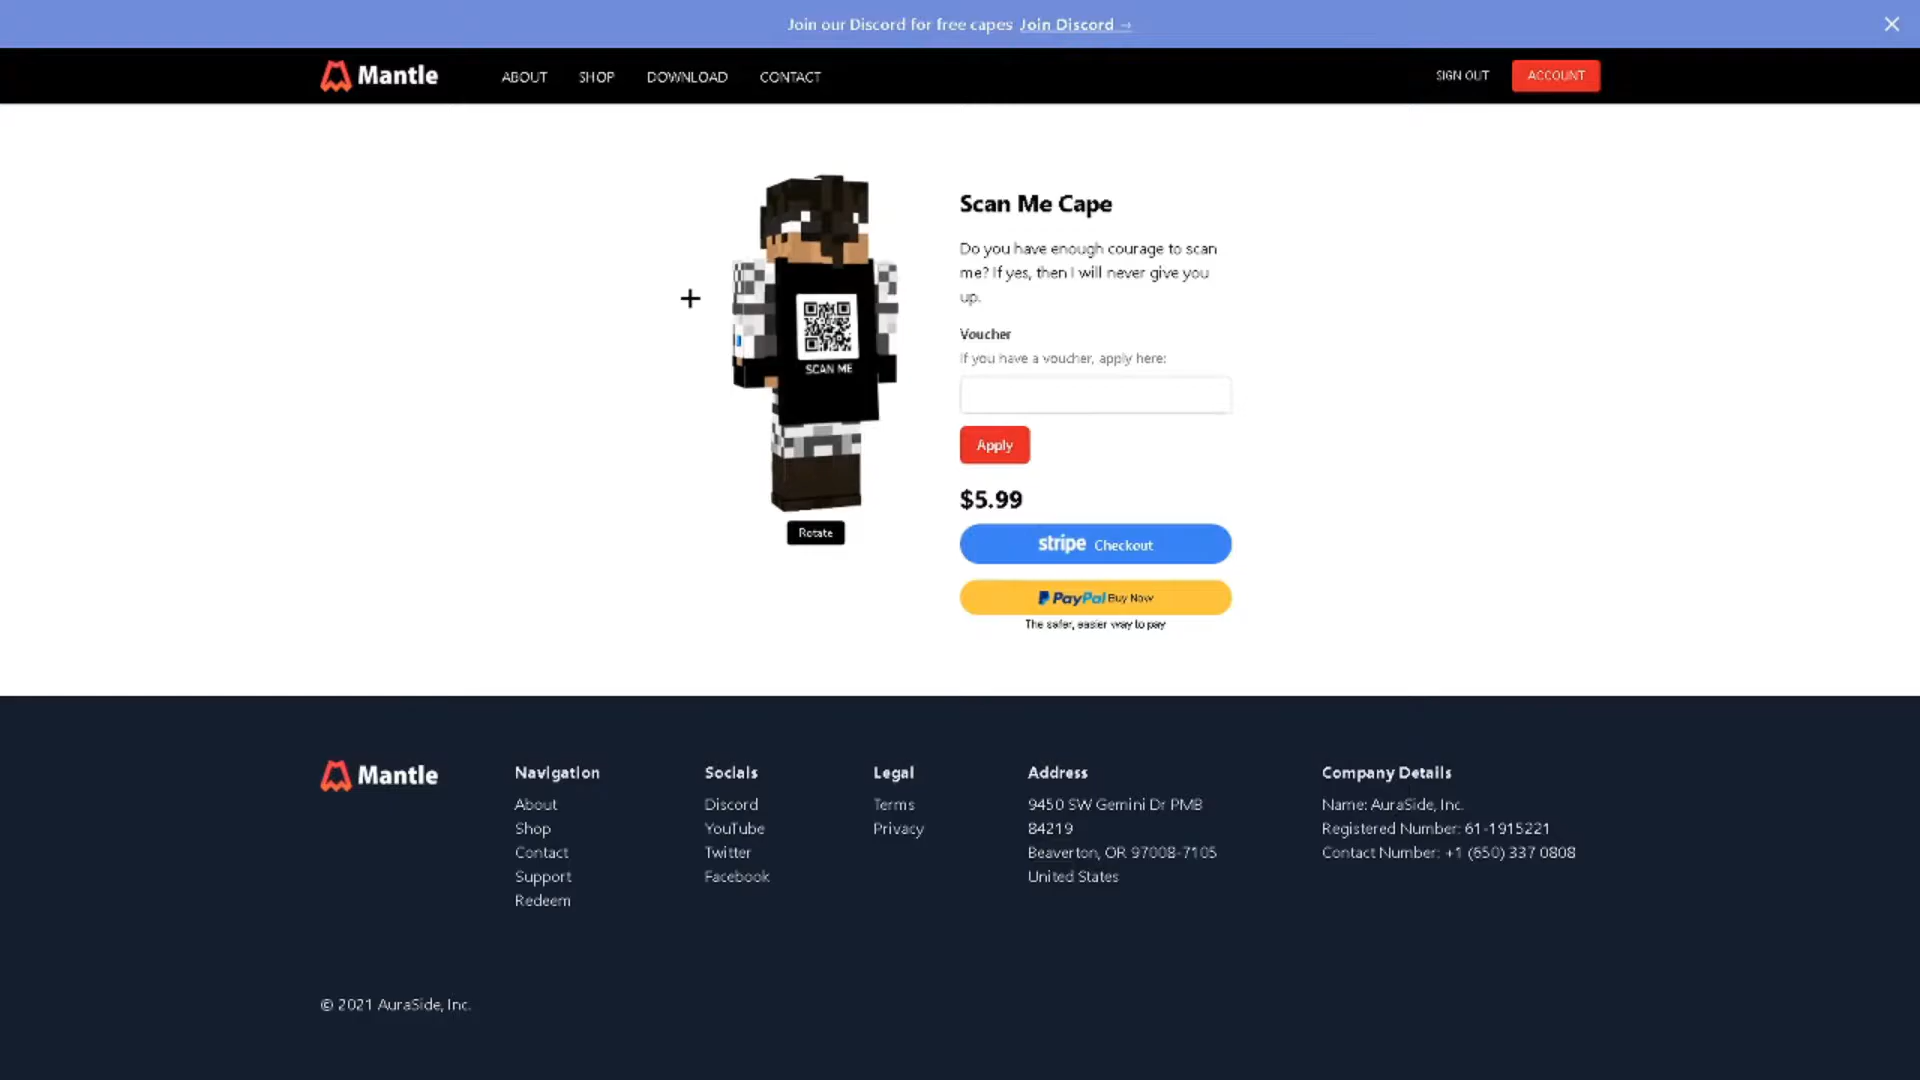 Join our Discord for free capes Join Discord →
Mantle
ABOUT
SHOP
DOWNLOAD
CONTACT
SIGN OUT
ACCOUNT
SCAN ME
Rotate
Scan Me Cape
Do you have enough courage to scan
me? If yes, then I will never give you
up.
Voucher
If you have a voucher, apply here:
Apply
$5.99
stripe Checkout
PayPal Buy Now
The safer, easier way to pay
Mantle
Navigation
About
Shop
Contact
Support
Redeem
Socials
Discord
YouTube
Twitter
Facebook
Legal
Terms
Privacy
Address
9450 SW Gemini Dr PMB
84219
Beaverton, OR 97008-7105
United States
Company Details
Name: AuraSide, Inc.
Registered Number: 61-1915221
Contact Number: +1 (650) 337 0808
© 2021 AuraSide, Inc.